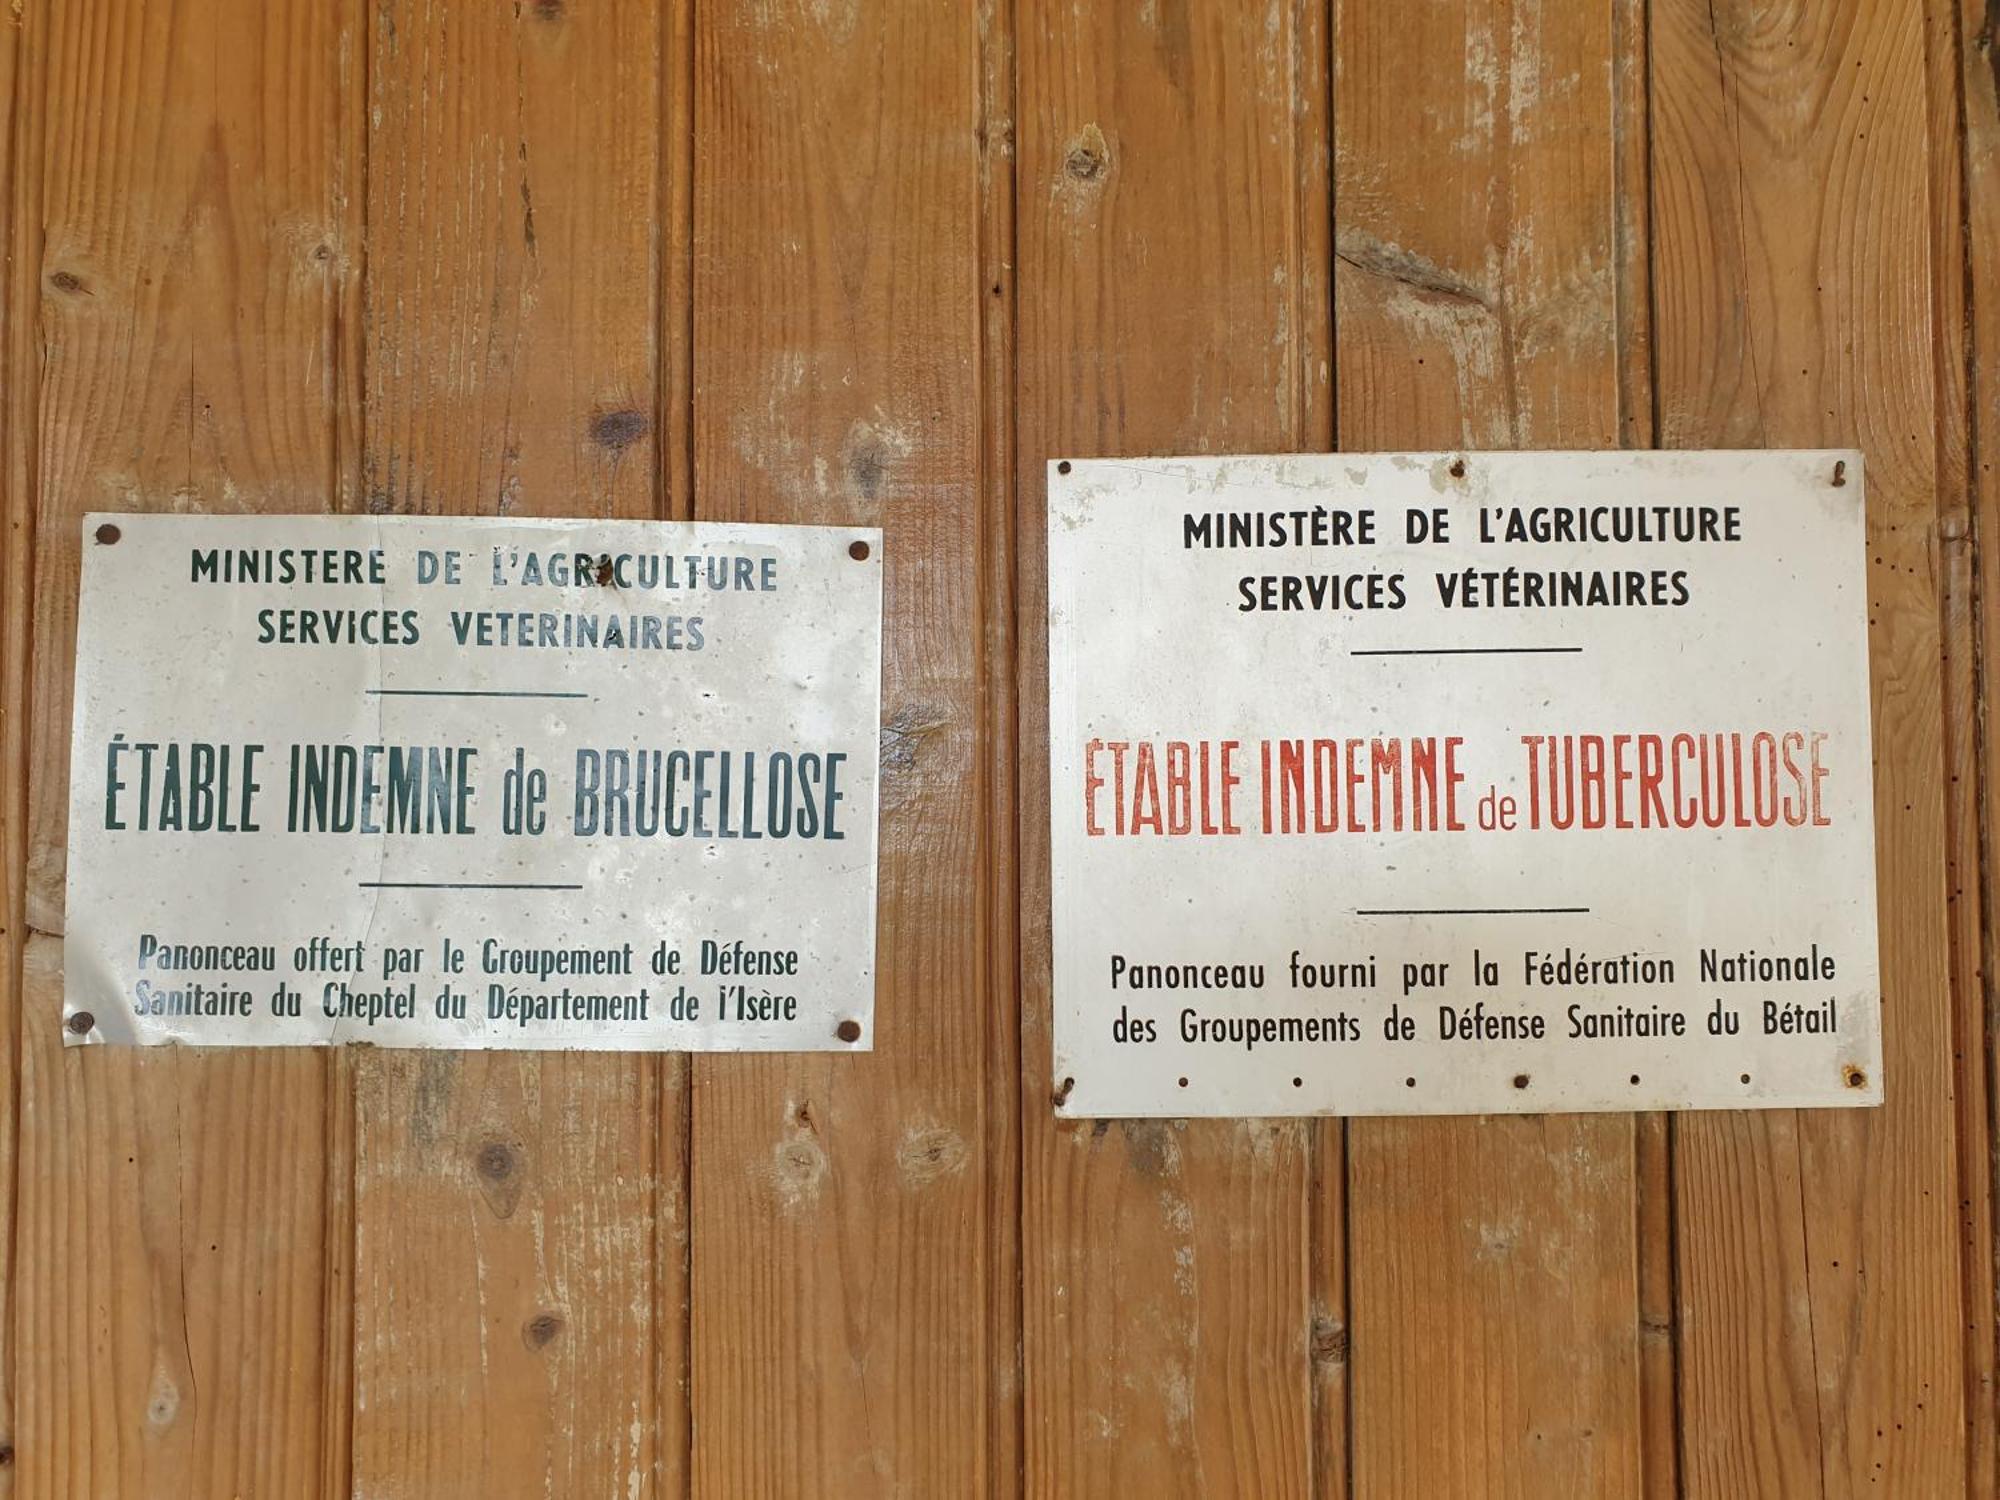 MINISTERE DE L'AGRICULTURE
SERVICES VETERINAIRES
ÉTABLE INDEMNE de BRUCELLOSE
Panonceau offert par le Groupement de Défense
Sanitaire du Cheptel du Département de l'Isère
MINISTÈRE DE L'AGRICULTURE
SERVICES VÉTÉRINAIRES
ÉTABLE INDEMNE de TUBERCULOSE
Panonceau fourni par la Fédération Nationale
des Groupements de Défense Sanitaire du Bétail